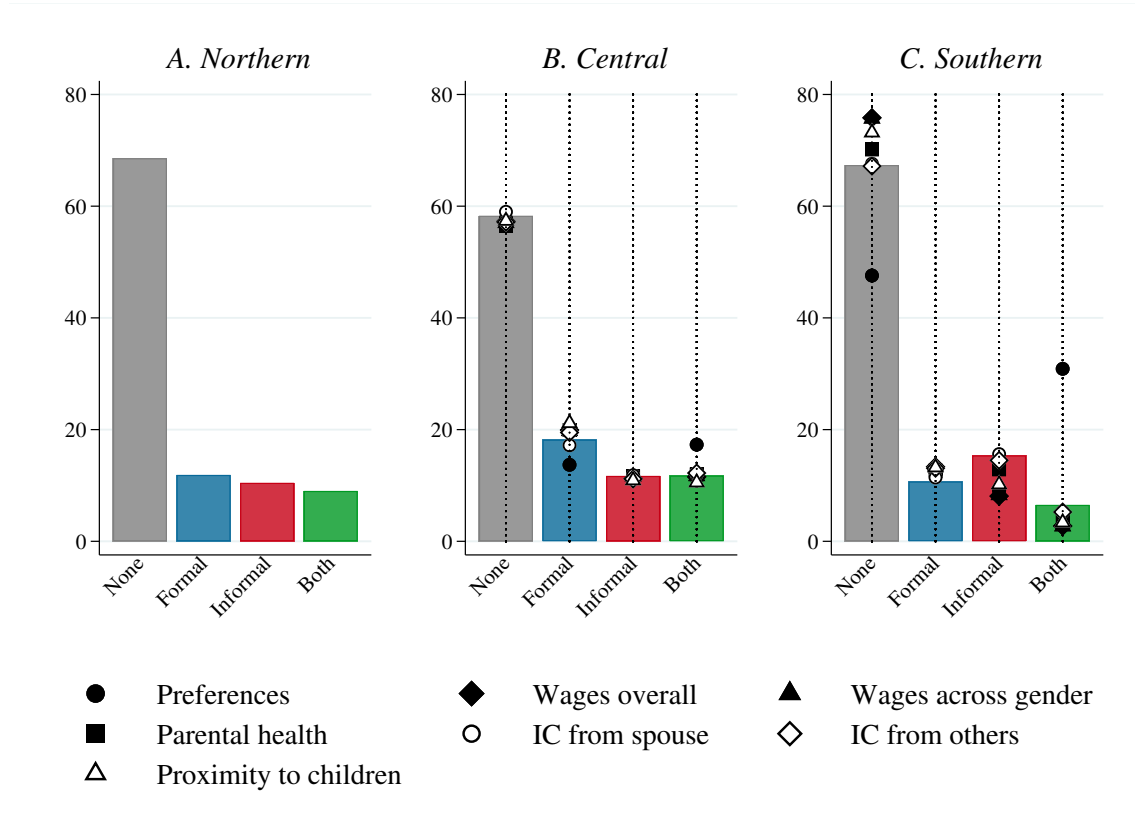 A. Northern
B. Central
C. Southern
80
60
40
20
0
None
Formal
Informal
Both
80
60
40
20
0
None
Formal
Informal
Both
80
60
40
20
0
None
Formal
Informal
Both
Preferences
Wages overall
Wages across gender
Parental health
IC from spouse
IC from others
Proximity to children